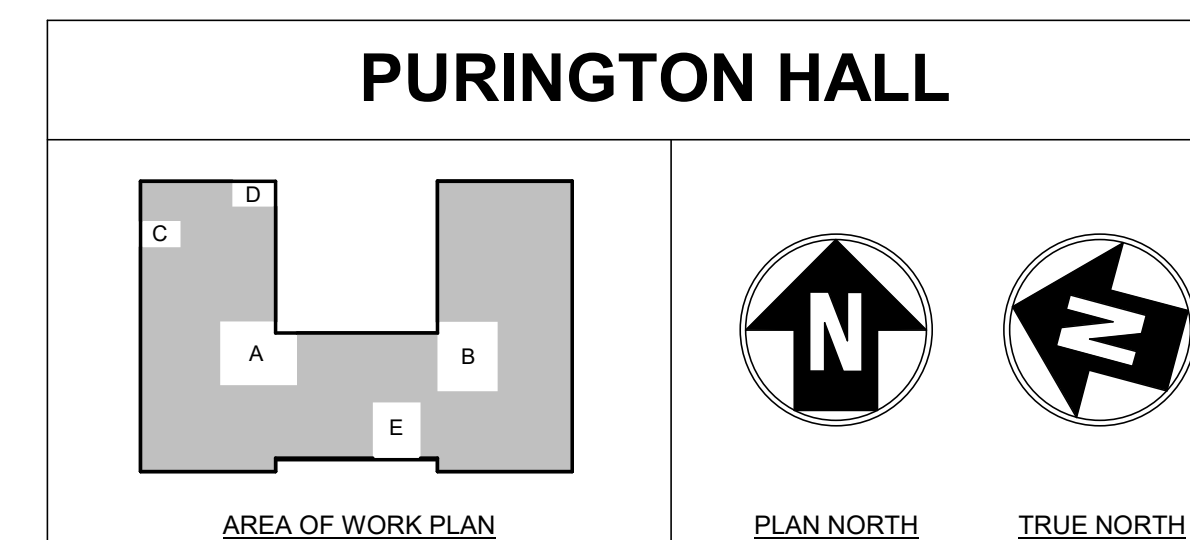 PURINGTON HALL
D
C
A
B
E
N
N
AREA OF WORK PLAN
PLAN NORTH
TRUE NORTH